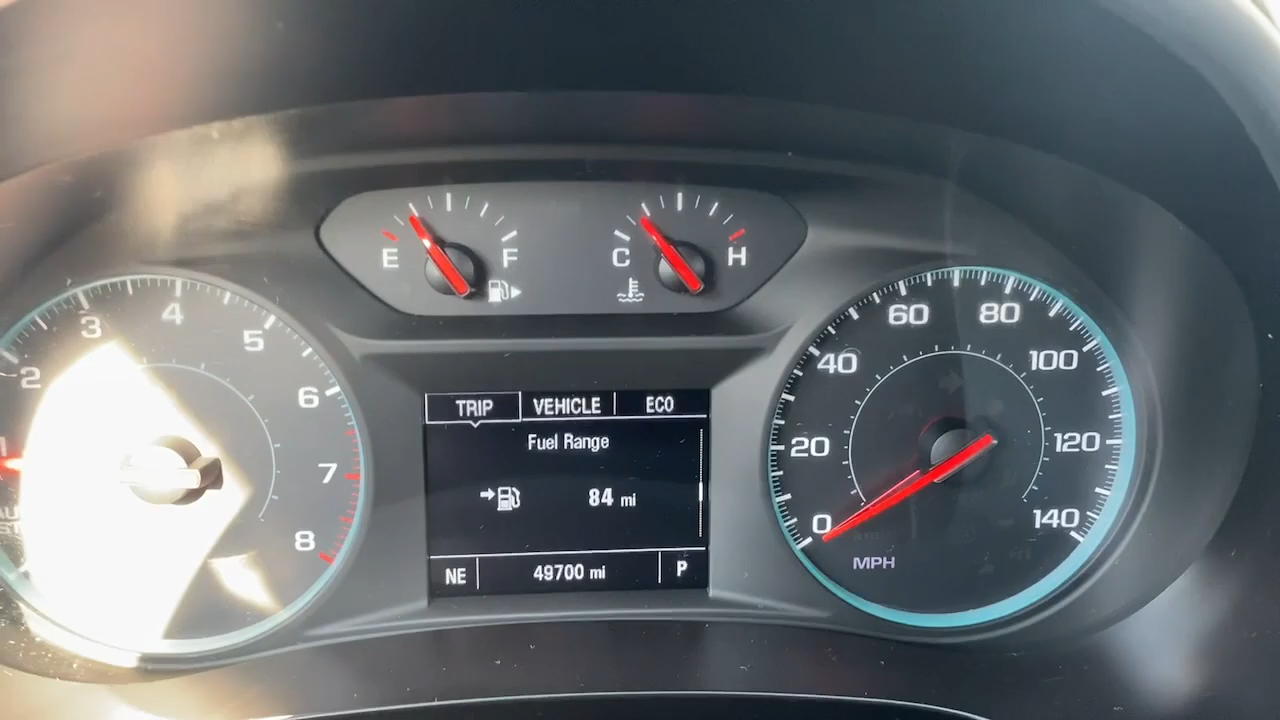 E F
C H
1 2 3 4 5 6 7 8
TRIP VEHICLE ECO
Fuel Range
84 mi
NE 49700 mi P
0 20 40 60 80 100 120 140
MPH